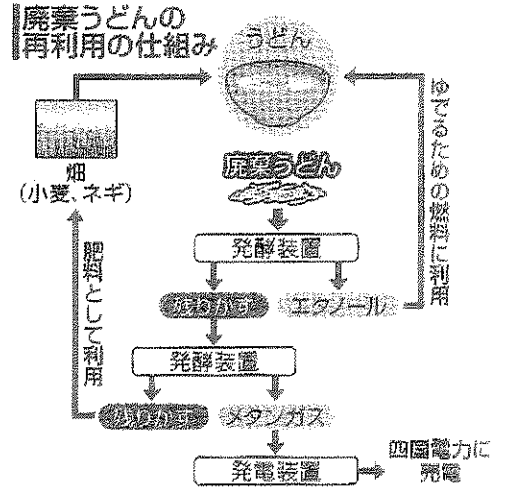 廃棄うどんの
再利用の仕組み
うどん
畑
(小麦、ネギ)
廃棄うどん
ゆでるための燃料に利用
発酵装置
残りかす
エタノール
肥料として利用
発酵装置
残りかす
メタンガス
発電装置
四国電力に
売電